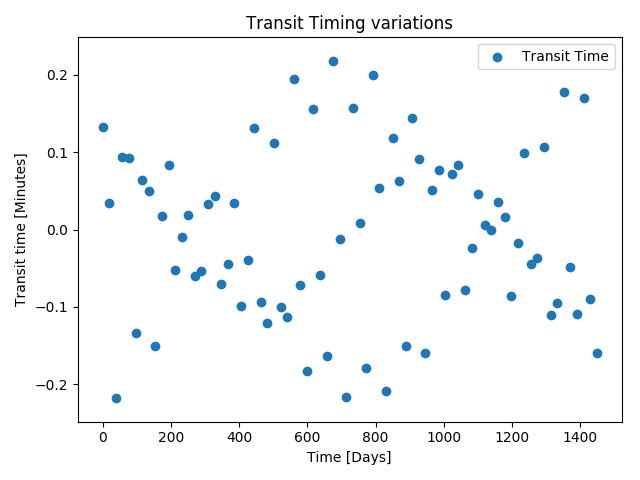 Transit Timing variations
Transit Time
0.2
0.1
0.0
−0.1
−0.2
Transit time [Minutes]
0 200 400 600 800 1000 1200 1400
Time [Days]